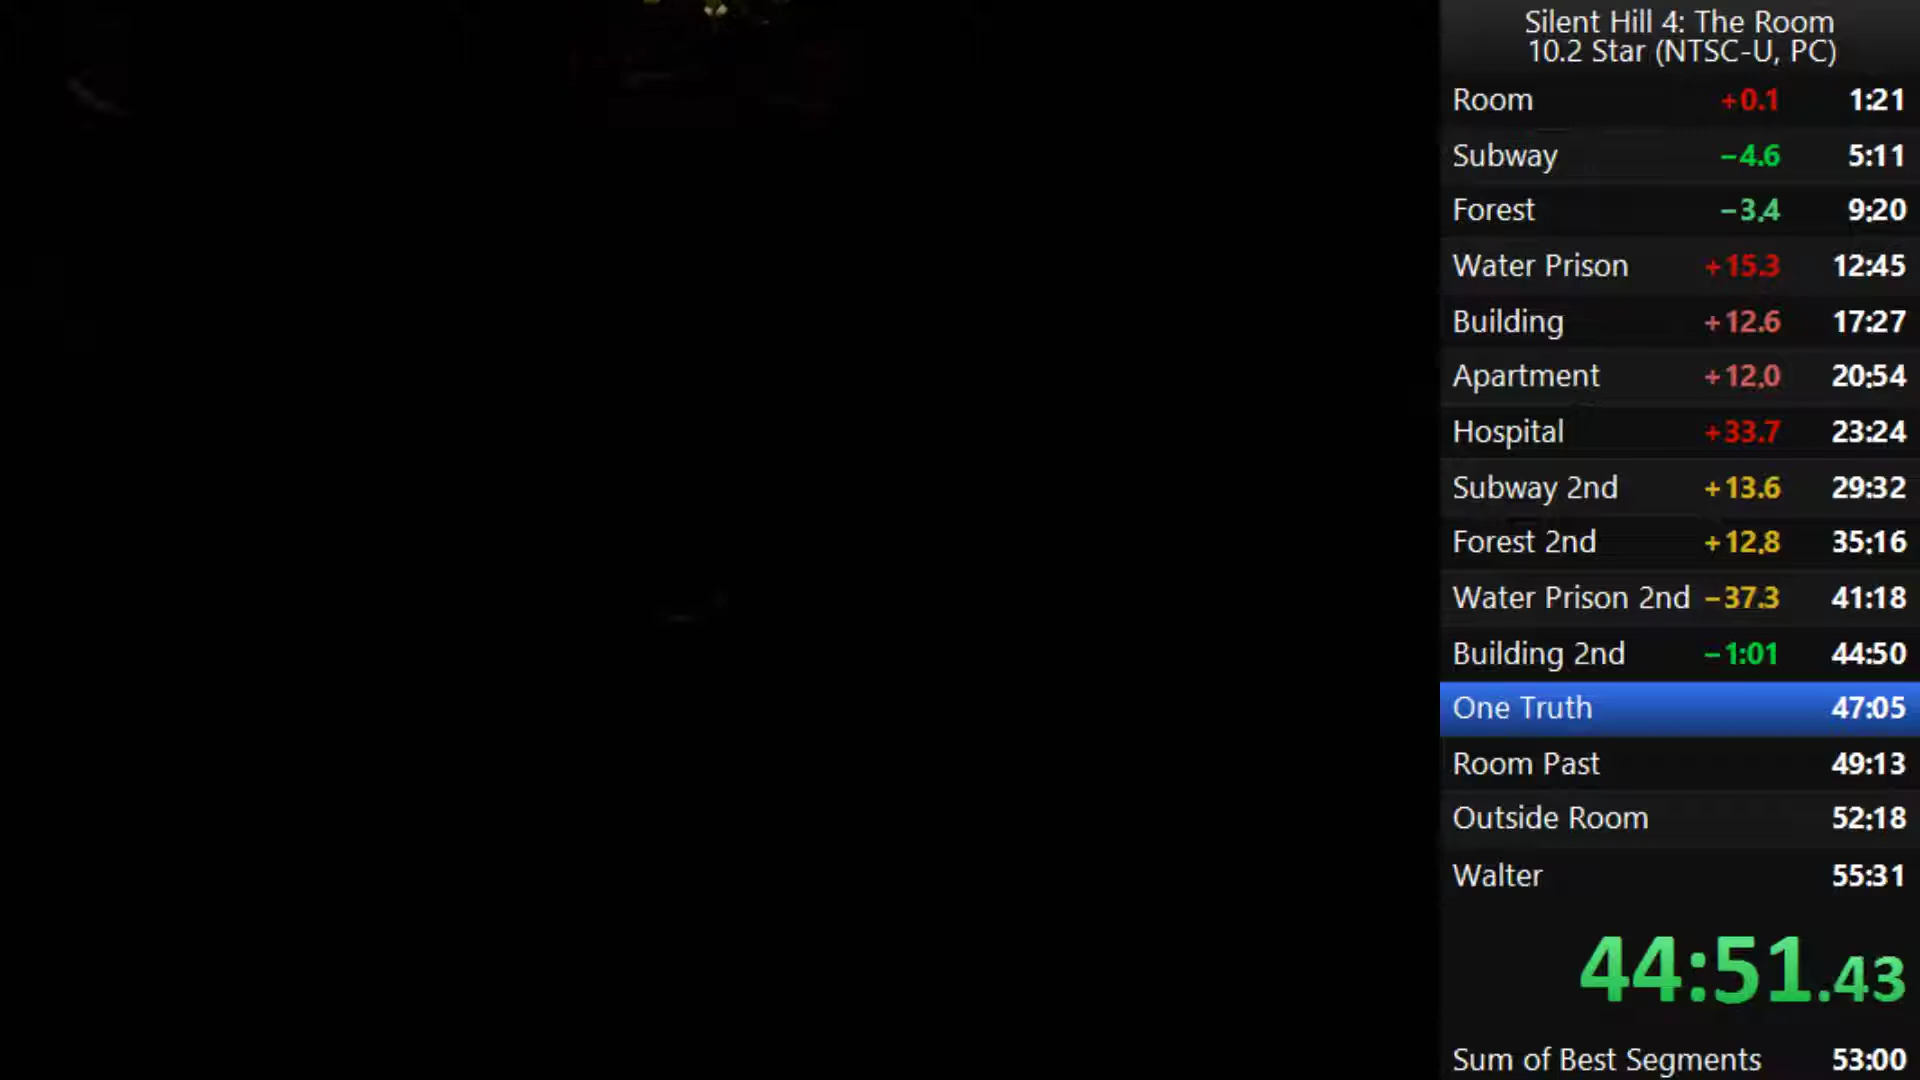 Silent Hill 4: The Room
10.2 Star (NTSC-U, PC)
Room +0.1 1:21
Subway −4.6 5:11
Forest −3.4 9:20
Water Prison +15.3 12:45
Building +12.6 17:27
Apartment +12.0 20:54
Hospital +33.7 23:24
Subway 2nd +13.6 29:32
Forest 2nd +12.8 35:16
Water Prison 2nd −37.3 41:18
Building 2nd −1:01 44:50
One Truth 47:05
Room Past 49:13
Outside Room 52:18
Walter 55:31
44:51.43
Sum of Best Segments 53:00